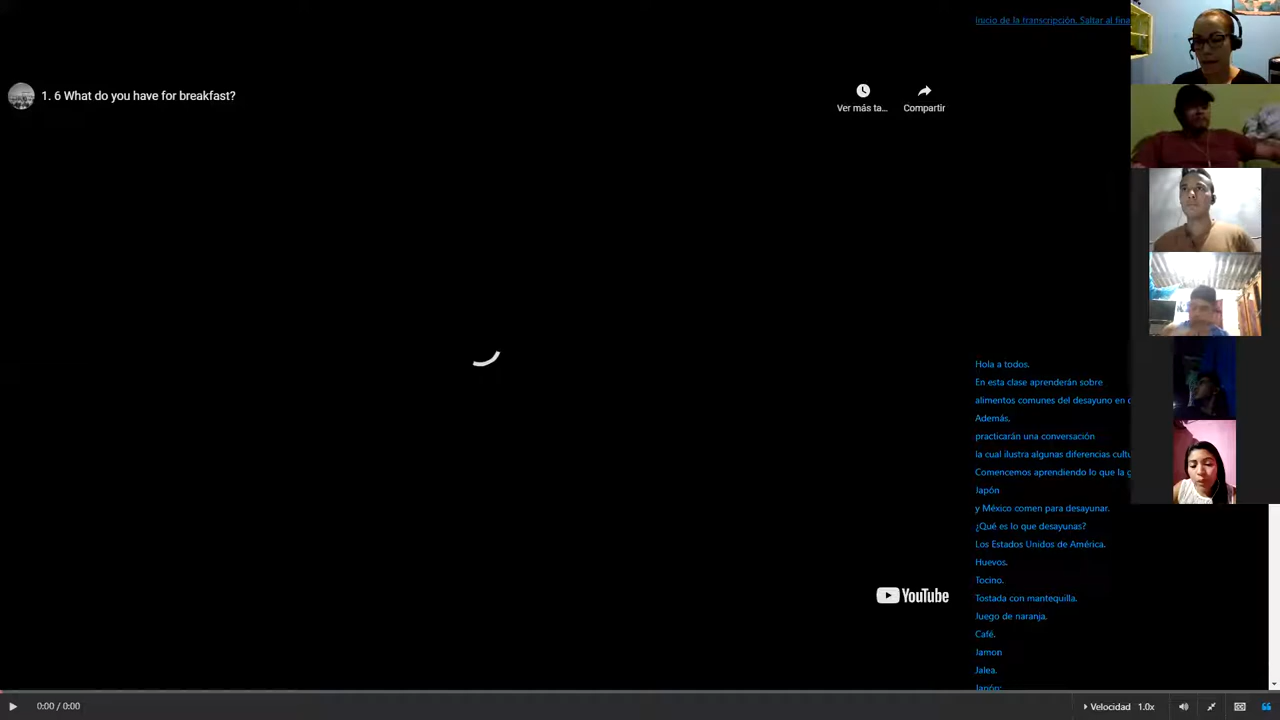 Inicio de la transcripción. Saltar al fina
1. 6 What do you have for breakfast?
Ver más ta...
Compartir
Hola a todos.
En esta clase aprenderán sobre
alimentos comunes del desayuno en
Además,
practicarán una conversación
la cual ilustra algunas diferencias
Comencemos aprendiendo lo que la
Japón
y México comen para desayunar.
¿Qué es lo que desayunas?
Los Estados Unidos de América.
Huevos.
Tocino.
Tostada con mantequilla.
YouTube
Juego de naranja.
Café.
Jamon
Jalea.
Japón:
0:00 / 0:00
Velocidad 1.0x